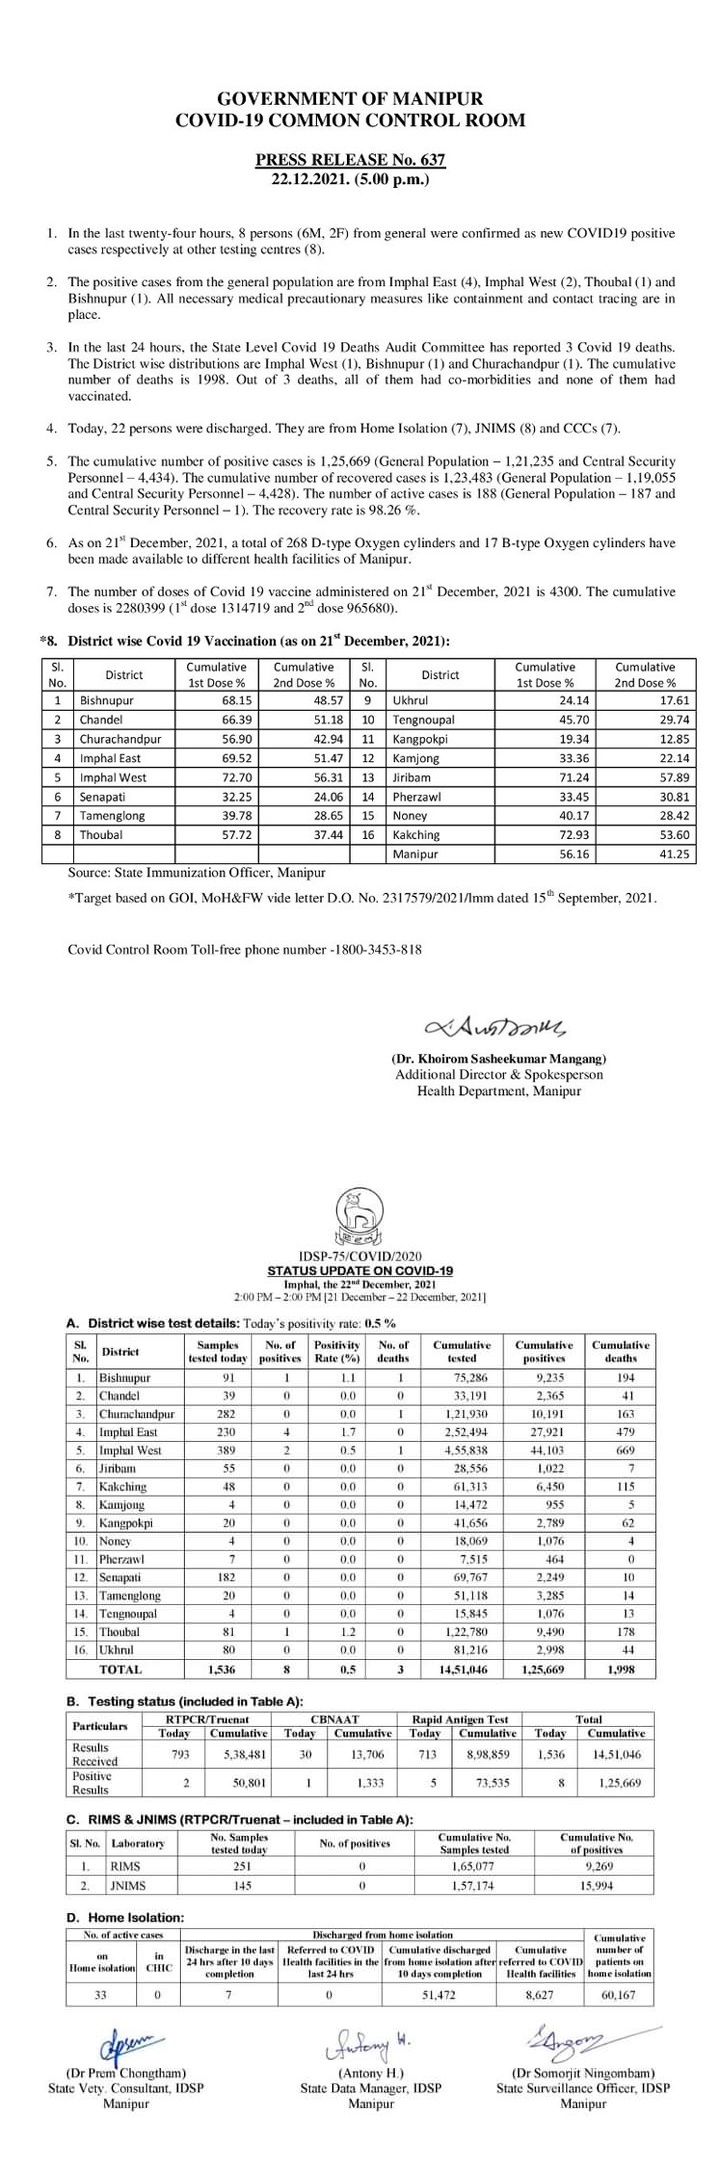 GOVERNMENT OF MANIPUR
COVID-19 COMMON CONTROL ROOM
PRESS RELEASE No. 637
22.12.2021. (5.00 p.m.)
1. In the last twenty-four hours, 8 persons (6M, 2F) from general were confirmed as new COVID19 positive
cases respectively at other testing centres (8).
2. The positive cases from the general population are from Imphal East (4), Imphal West (2), Thoubal (1) and
Bishnupur (1). All necessary medical precautionary measures like containment and contact tracing are in
place.
3. In the last 24 hours, the State Level Covid 19 Deaths Audit Committee has reported 3 Covid 19 deaths.
The District wise distributions are Imphal West (1), Bishnupur (1) and Churachandpur (1). The cumulative
number of deaths is 1998. Out of 3 deaths, all of them had co-morbidities and none of them had
vaccinated.
4. Today, 22 persons were discharged. They are from Home Isolation (7), JNIMS (8) and CCCs (7).
5. The cumulative number of positive cases is 1,25,669 (General Population – 1,21,235 and Central Security
Personnel – 4,434). The cumulative number of recovered cases is 1,23,483 (General Population – 1,19,055
and Central Security Personnel – 4,428). The number of active cases is 188 (General Population – 187 and
Central Security Personnel – 1). The recovery rate is 98.26 %.
6. As on 21st December, 2021, a total of 268 D-type Oxygen cylinders and 17 B-type Oxygen cylinders have
been made available to different health facilities of Manipur.
7. The number of doses of Covid 19 vaccine administered on 21st December, 2021 is 4300. The cumulative
doses is 2280399 (1st dose 1314719 and 2nd dose 965680).
*8. District wise Covid 19 Vaccination (as on 21st December, 2021):
Sl. No. District Cumulative 1st Dose % Cumulative 2nd Dose % Sl. No. District Cumulative 1st Dose % Cumulative 2nd Dose %
1 Bishnupur 68.15 48.57 9 Ukhrul 24.14 17.61
2 Chandel 66.39 51.18 10 Tengnoupal 45.70 29.74
3 Churachandpur 56.90 42.94 11 Kangpokpi 19.34 12.85
4 Imphal East 69.52 51.47 12 Kamjong 33.36 22.14
5 Imphal West 72.70 56.31 13 Jiribam 71.24 57.89
6 Senapati 32.25 24.06 14 Pherzawl 33.45 30.81
7 Tamenglong 39.78 28.65 15 Noney 40.17 28.42
8 Thoubal 57.72 37.44 16 Kakching 72.93 53.60
Manipur 56.16 41.25
Source: State Immunization Officer, Manipur
*Target based on GOI, MoH&FW vide letter D.O. No. 2317579/2021/Imm dated 15th September, 2021.
Covid Control Room Toll-free phone number -1800-3453-818
(Dr. Khoirom Sasheekumar Mangang)
Additional Director & Spokesperson
Health Department, Manipur
IDSP-75/COVID/2020
STATUS UPDATE ON COVID-19
Imphal, the 22nd December, 2021
2:00 PM – 2:00 PM [21 December – 22 December, 2021]
A. District wise test details: Today's positivity rate: 0.5 %
Sl. No. District Samples tested today No. of positives Positivity Rate (%) No. of deaths Cumulative tested Cumulative positives Cumulative deaths
1. Bishnupur 91 1 1.1 1 75,286 9,235 194
2. Chandel 39 0 0.0 0 33,191 2,365 41
3. Churachandpur 282 0 0.0 1 1,21,930 10,191 163
4. Imphal East 230 4 1.7 0 2,52,494 27,921 479
5. Imphal West 389 2 0.5 1 4,55,838 44,103 669
6. Jiribam 55 0 0.0 0 28,556 1,022 7
7. Kakching 48 0 0.0 0 61,313 6,450 115
8. Kamjong 4 0 0.0 0 14,472 955 5
9. Kangpokpi 20 0 0.0 0 41,656 2,789 62
10. Noney 4 0 0.0 0 18,069 1,076 4
11. Pherzawl 7 0 0.0 0 7,515 464 0
12. Senapati 182 0 0.0 0 69,767 2,249 10
13. Tamenglong 20 0 0.0 0 51,118 3,285 14
14. Tengnoupal 4 0 0.0 0 15,845 1,076 13
15. Thoubal 81 1 1.2 0 1,22,780 9,490 178
16. Ukhrul 80 0 0.0 0 81,216 2,998 44
TOTAL 1,536 8 0.5 3 14,51,046 1,25,669 1,998
B. Testing status (included in Table A):
Particulars RTPCR/Truenat CBNAAT Rapid Antigen Test Total
Today Cumulative Today Cumulative Today Cumulative Today Cumulative
Results Received 793 5,38,481 30 13,706 713 8,98,859 1,536 14,51,046
Positive Results 2 50,801 1 1,333 5 73,535 8 1,25,669
C. RIMS & JNIMS (RTPCR/Truenat – included in Table A):
Sl. No. Laboratory No. Samples tested today No. of positives Cumulative No. Samples tested Cumulative No. of positives
1. RIMS 251 0 1,65,077 9,269
2. JNIMS 145 0 1,57,174 15,994
D. Home Isolation:
No. of active cases Discharged from home isolation Cumulative number of patients on home isolation
on Home isolation in CHIC Discharge in the last 24 hrs after 10 days completion Referred to COVID Health facilities in the last 24 hrs Cumulative discharged from home isolation after 10 days completion Cumulative referred to COVID Health facilities
33 0 7 0 51,472 8,627 60,167
Antony H.
(Dr Prem Chongtham) (Antony H.) (Dr Somorjit Ningombam)
State Vety. Consultant, IDSP State Data Manager, IDSP State Surveillance Officer, IDSP
Manipur Manipur Manipur